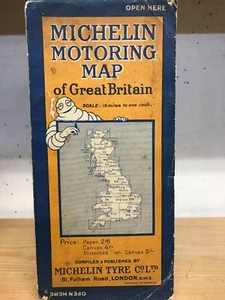 OPEN HERE
MICHELIN
MOTORING
MAP
of Great Britain
SCALE: 16 miles to one inch.
Price: Paper 2/6
Canvas 4/-
Dissected on Canvas 5/-
COMPILED & PUBLISHED BY
MICHELIN TYRE CO. LTD
81, Fulham Road, LONDON, S.W.3.
OPEN HERE